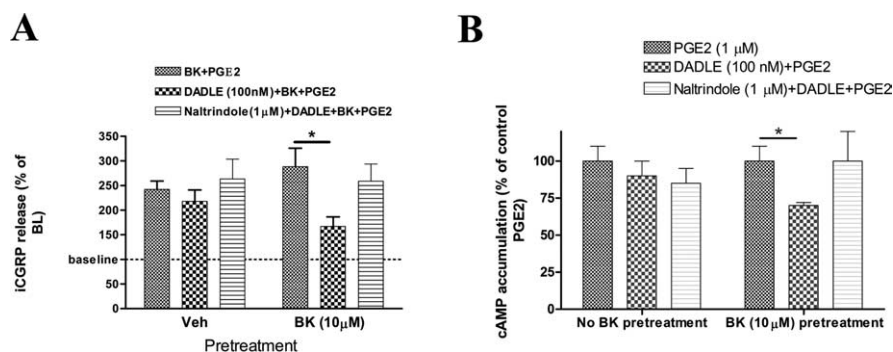 A
BK+PGE2
DADLE (100nM)+BK+PGE2
Naltrindole(1µM)+DADLE+BK+PGE2
iCGRP release (% of
BL)
350
300
250
200
150
baseline
50
0
*
Veh
BK (10µM)
Pretreatment
B
PGE2 (1 µM)
DADLE (100 nM)+PGE2
Naltrindole (1 µM)+DADLE+PGE2
cAMP accumulation (% of control
PGE2)
100
75
50
25
0
*
No BK pretreatment
BK (10µM) pretreatment